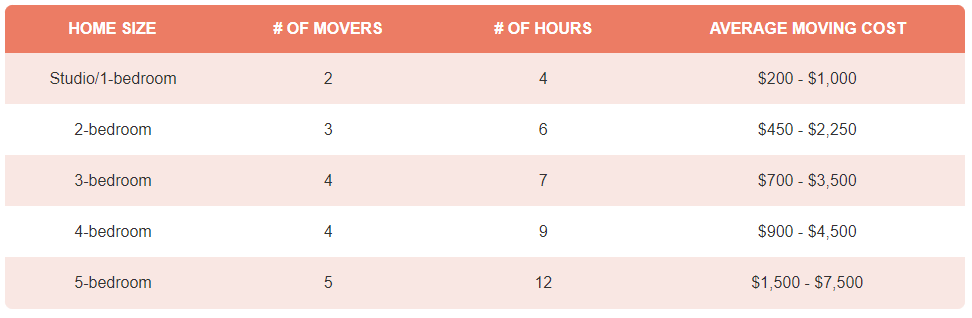 HOME SIZE # OF MOVERS # OF HOURS AVERAGE MOVING COST
Studio/1-bedroom 2 4 $200 - $1,000
2-bedroom 3 6 $450 - $2,250
3-bedroom 4 7 $700 - $3,500
4-bedroom 4 9 $900 - $4,500
5-bedroom 5 12 $1,500 - $7,500